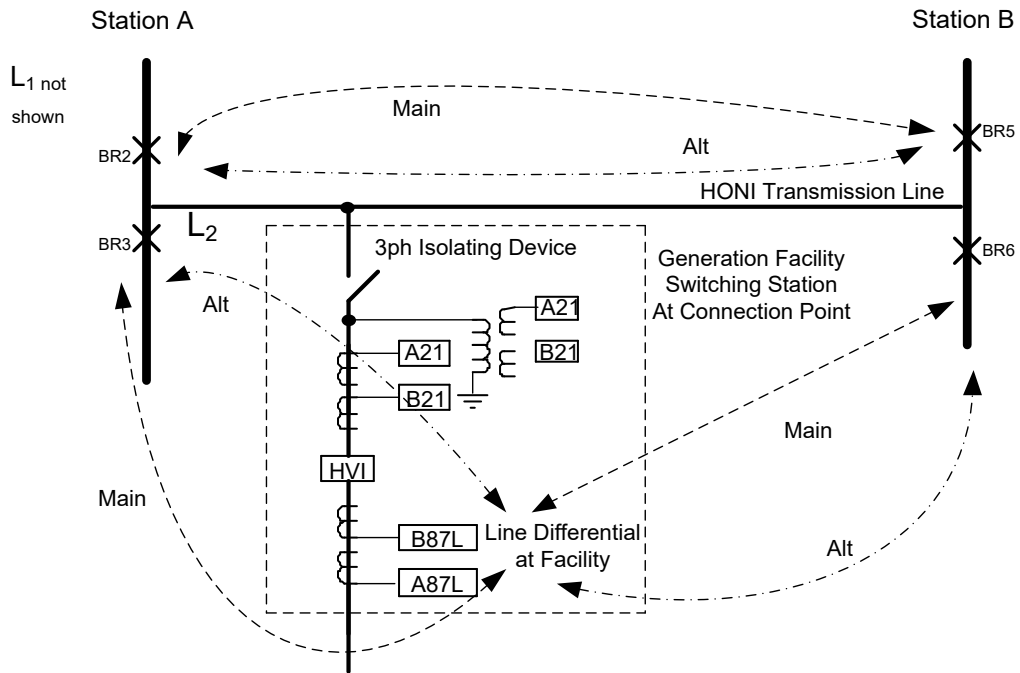 Station A
Station B
L1 not
shown
Main
BR2
BR5
Alt
HONI Transmission Line
L2
BR3
BR6
3ph Isolating Device
Generation Facility
Switching Station
At Connection Point
Alt
A21
A21
B21
B21
Main
HVI
Main
B87L
Line Differential
at Facility
Alt
A87L